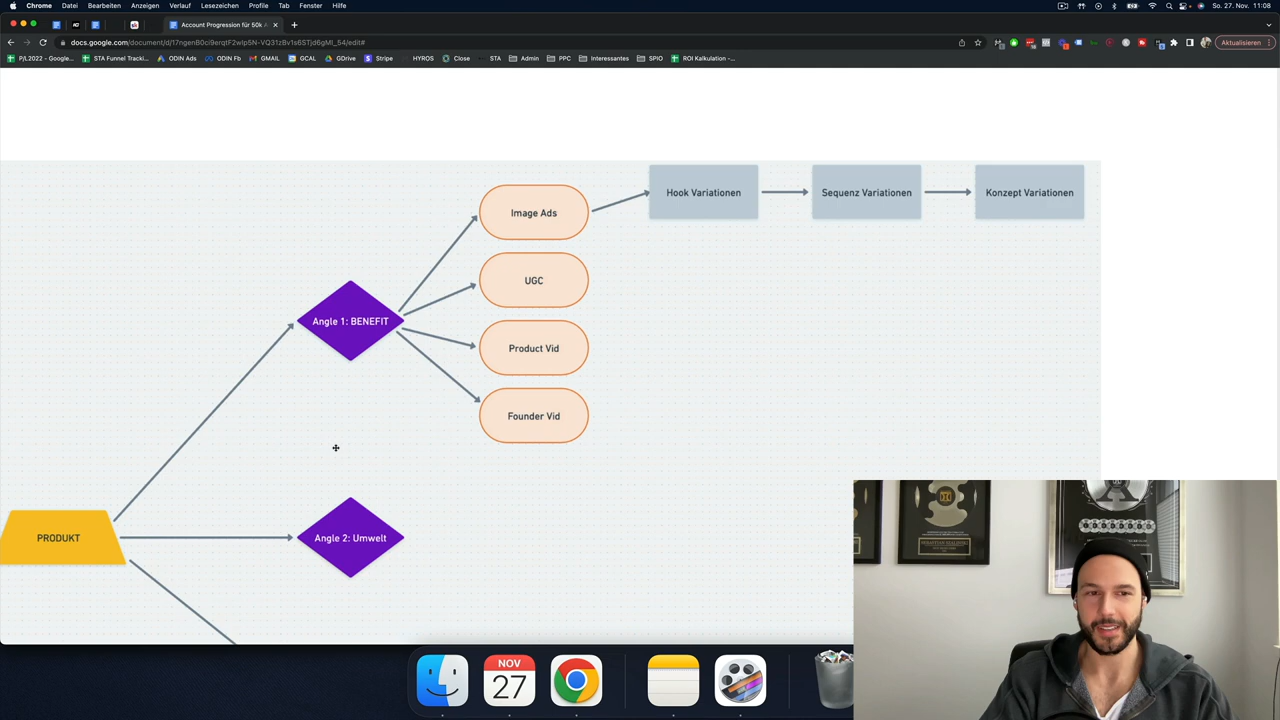 Chrome Datei Bearbeiten Anzeigen Verlauf Lesezeichen Profile Tab Fenster Hilfe So. 27. Nov. 11:08
Account Progression für 50k A
docs.google.com/document/d/17ngenB0ci9erqtF2wIp5N-VQ31zBv1s6STjd6gMI_54/edit#
Aktualisieren
P/L2022 - Google... STA Funnel Tracki... ODIN Ads ODIN Fb GMAIL GCAL GDrive Stripe HYROS Close STA Admin PPC Interessantes SPIO ROI Kalkulation -...
Hook Variationen
Sequenz Variationen
Konzept Variationen
Image Ads
UGC
Angle 1: BENEFIT
Product Vid
Founder Vid
PRODUKT
Angle 2: Umwelt
NOV
27